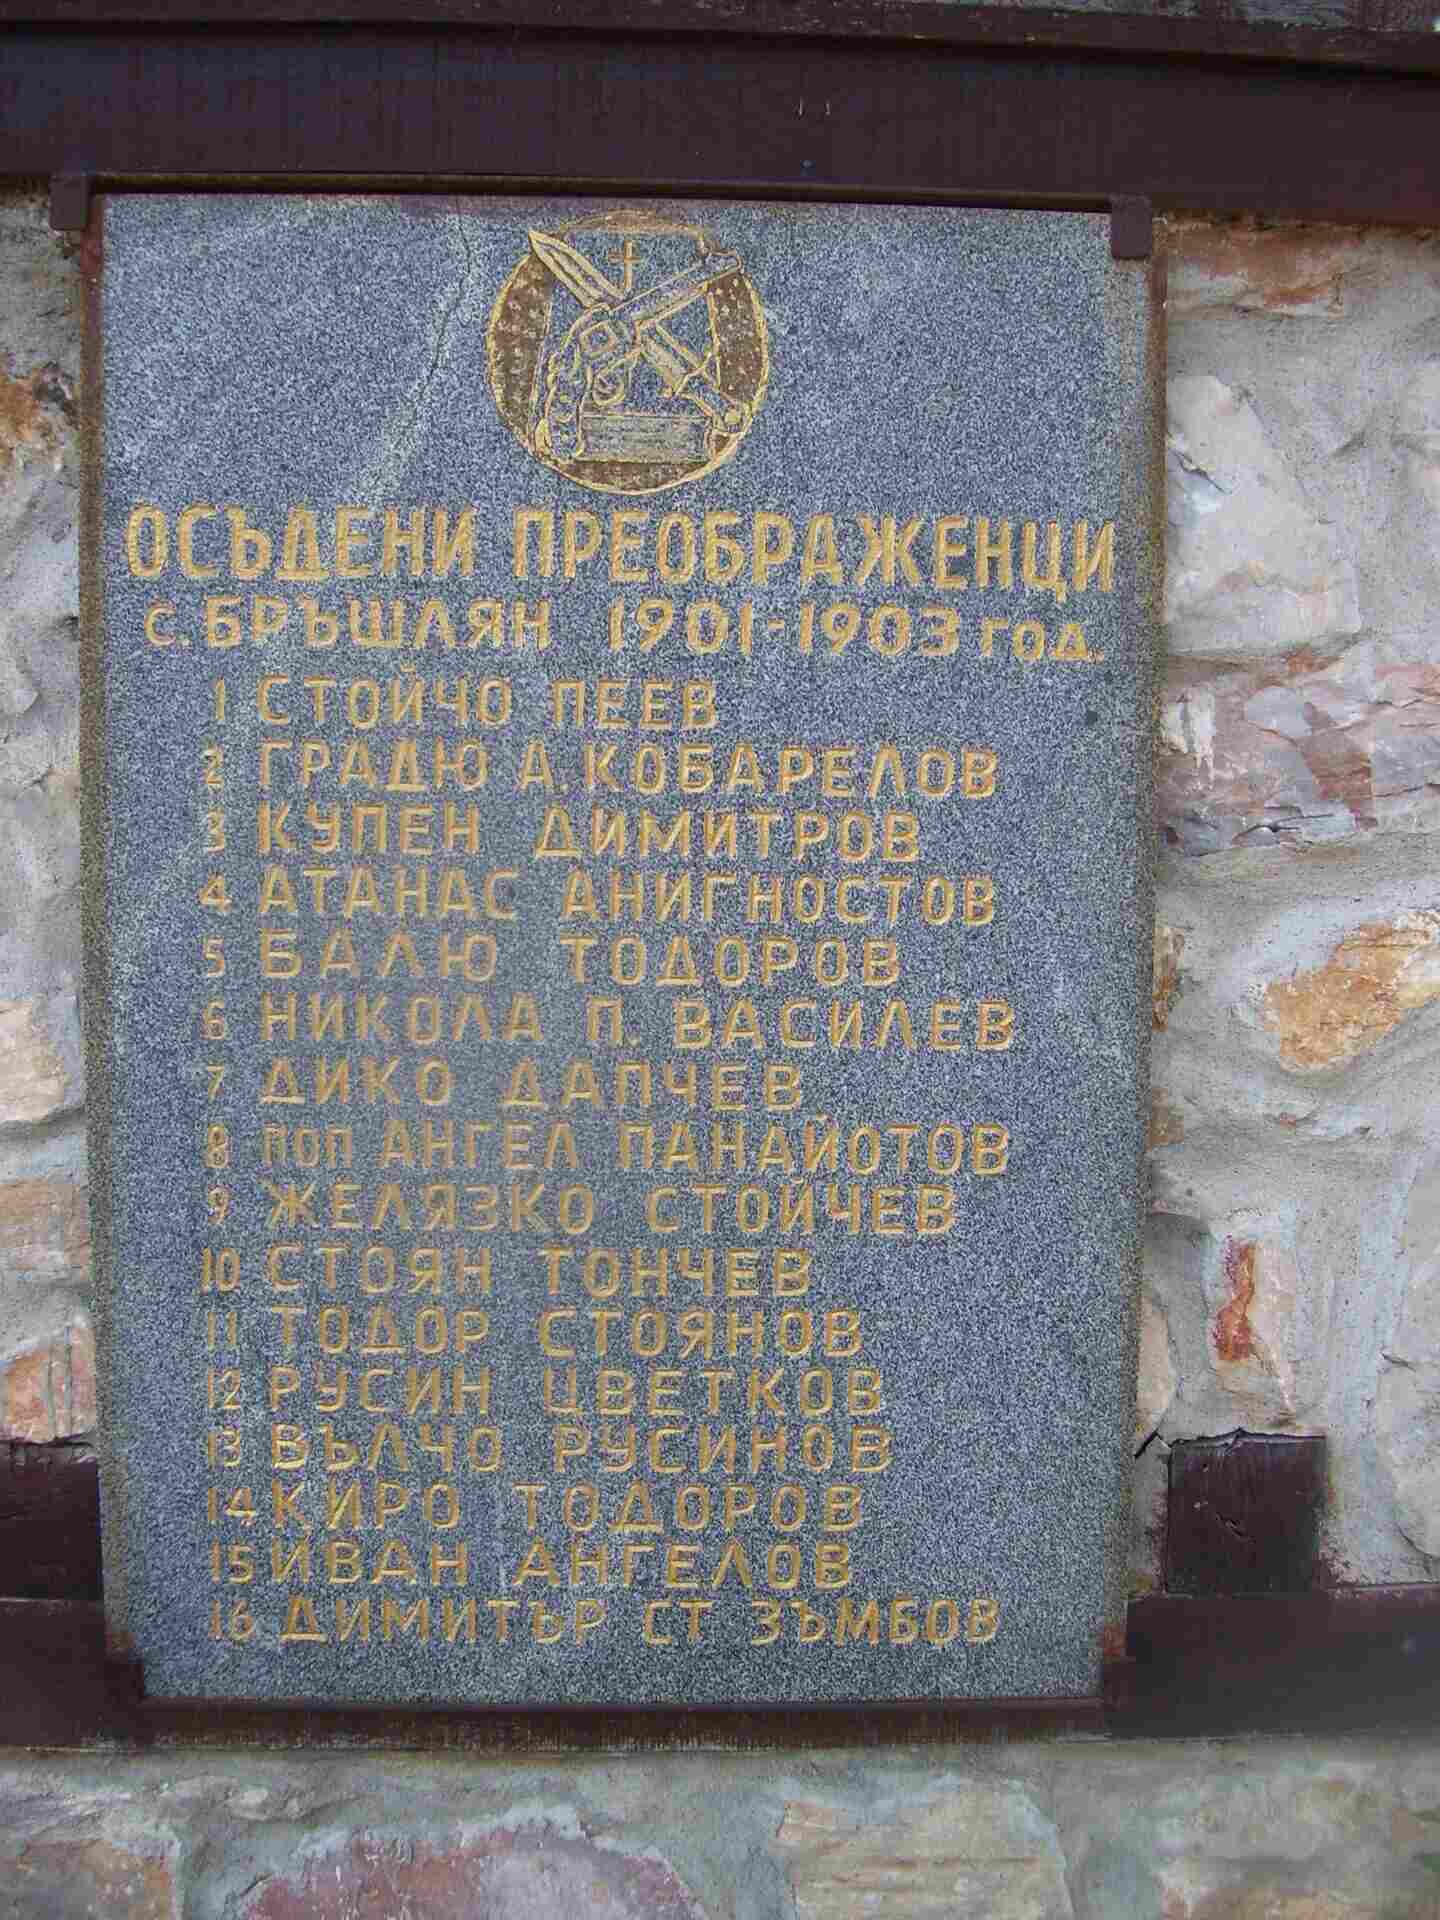 ОСЪДЕНИ ПРЕОБРАЖЕНЦИ
с. БРЪШЛЯН 1901-1903 год.
1 СТОЙЧО ПЕЕВ
2 ГРАДЮ А. КОБАРЕЛОВ
3 КУПЕН ДИМИТРОВ
4 АТАНАС АНИГНОСТОВ
5 БАЛЮ ТОДОРОВ
6 НИКОЛА П. ВАСИЛЕВ
7 ДИКО ДАПЧЕВ
8 ПОП АНГЕЛ ПАНАЙОТОВ
9 ЖЕЛЯЗКО СТОЙЧЕВ
10 СТОЯН ТОНЧЕВ
11 ТОДОР СТОЯНОВ
12 РУСИН ЦВЕТКОВ
13 ВЪЛЧО РУСИНОВ
14 КИРО ТОДОРОВ
15 ИВАН АНГЕЛОВ
16 ДИМИТЪР СТ ЗЪМБОВ